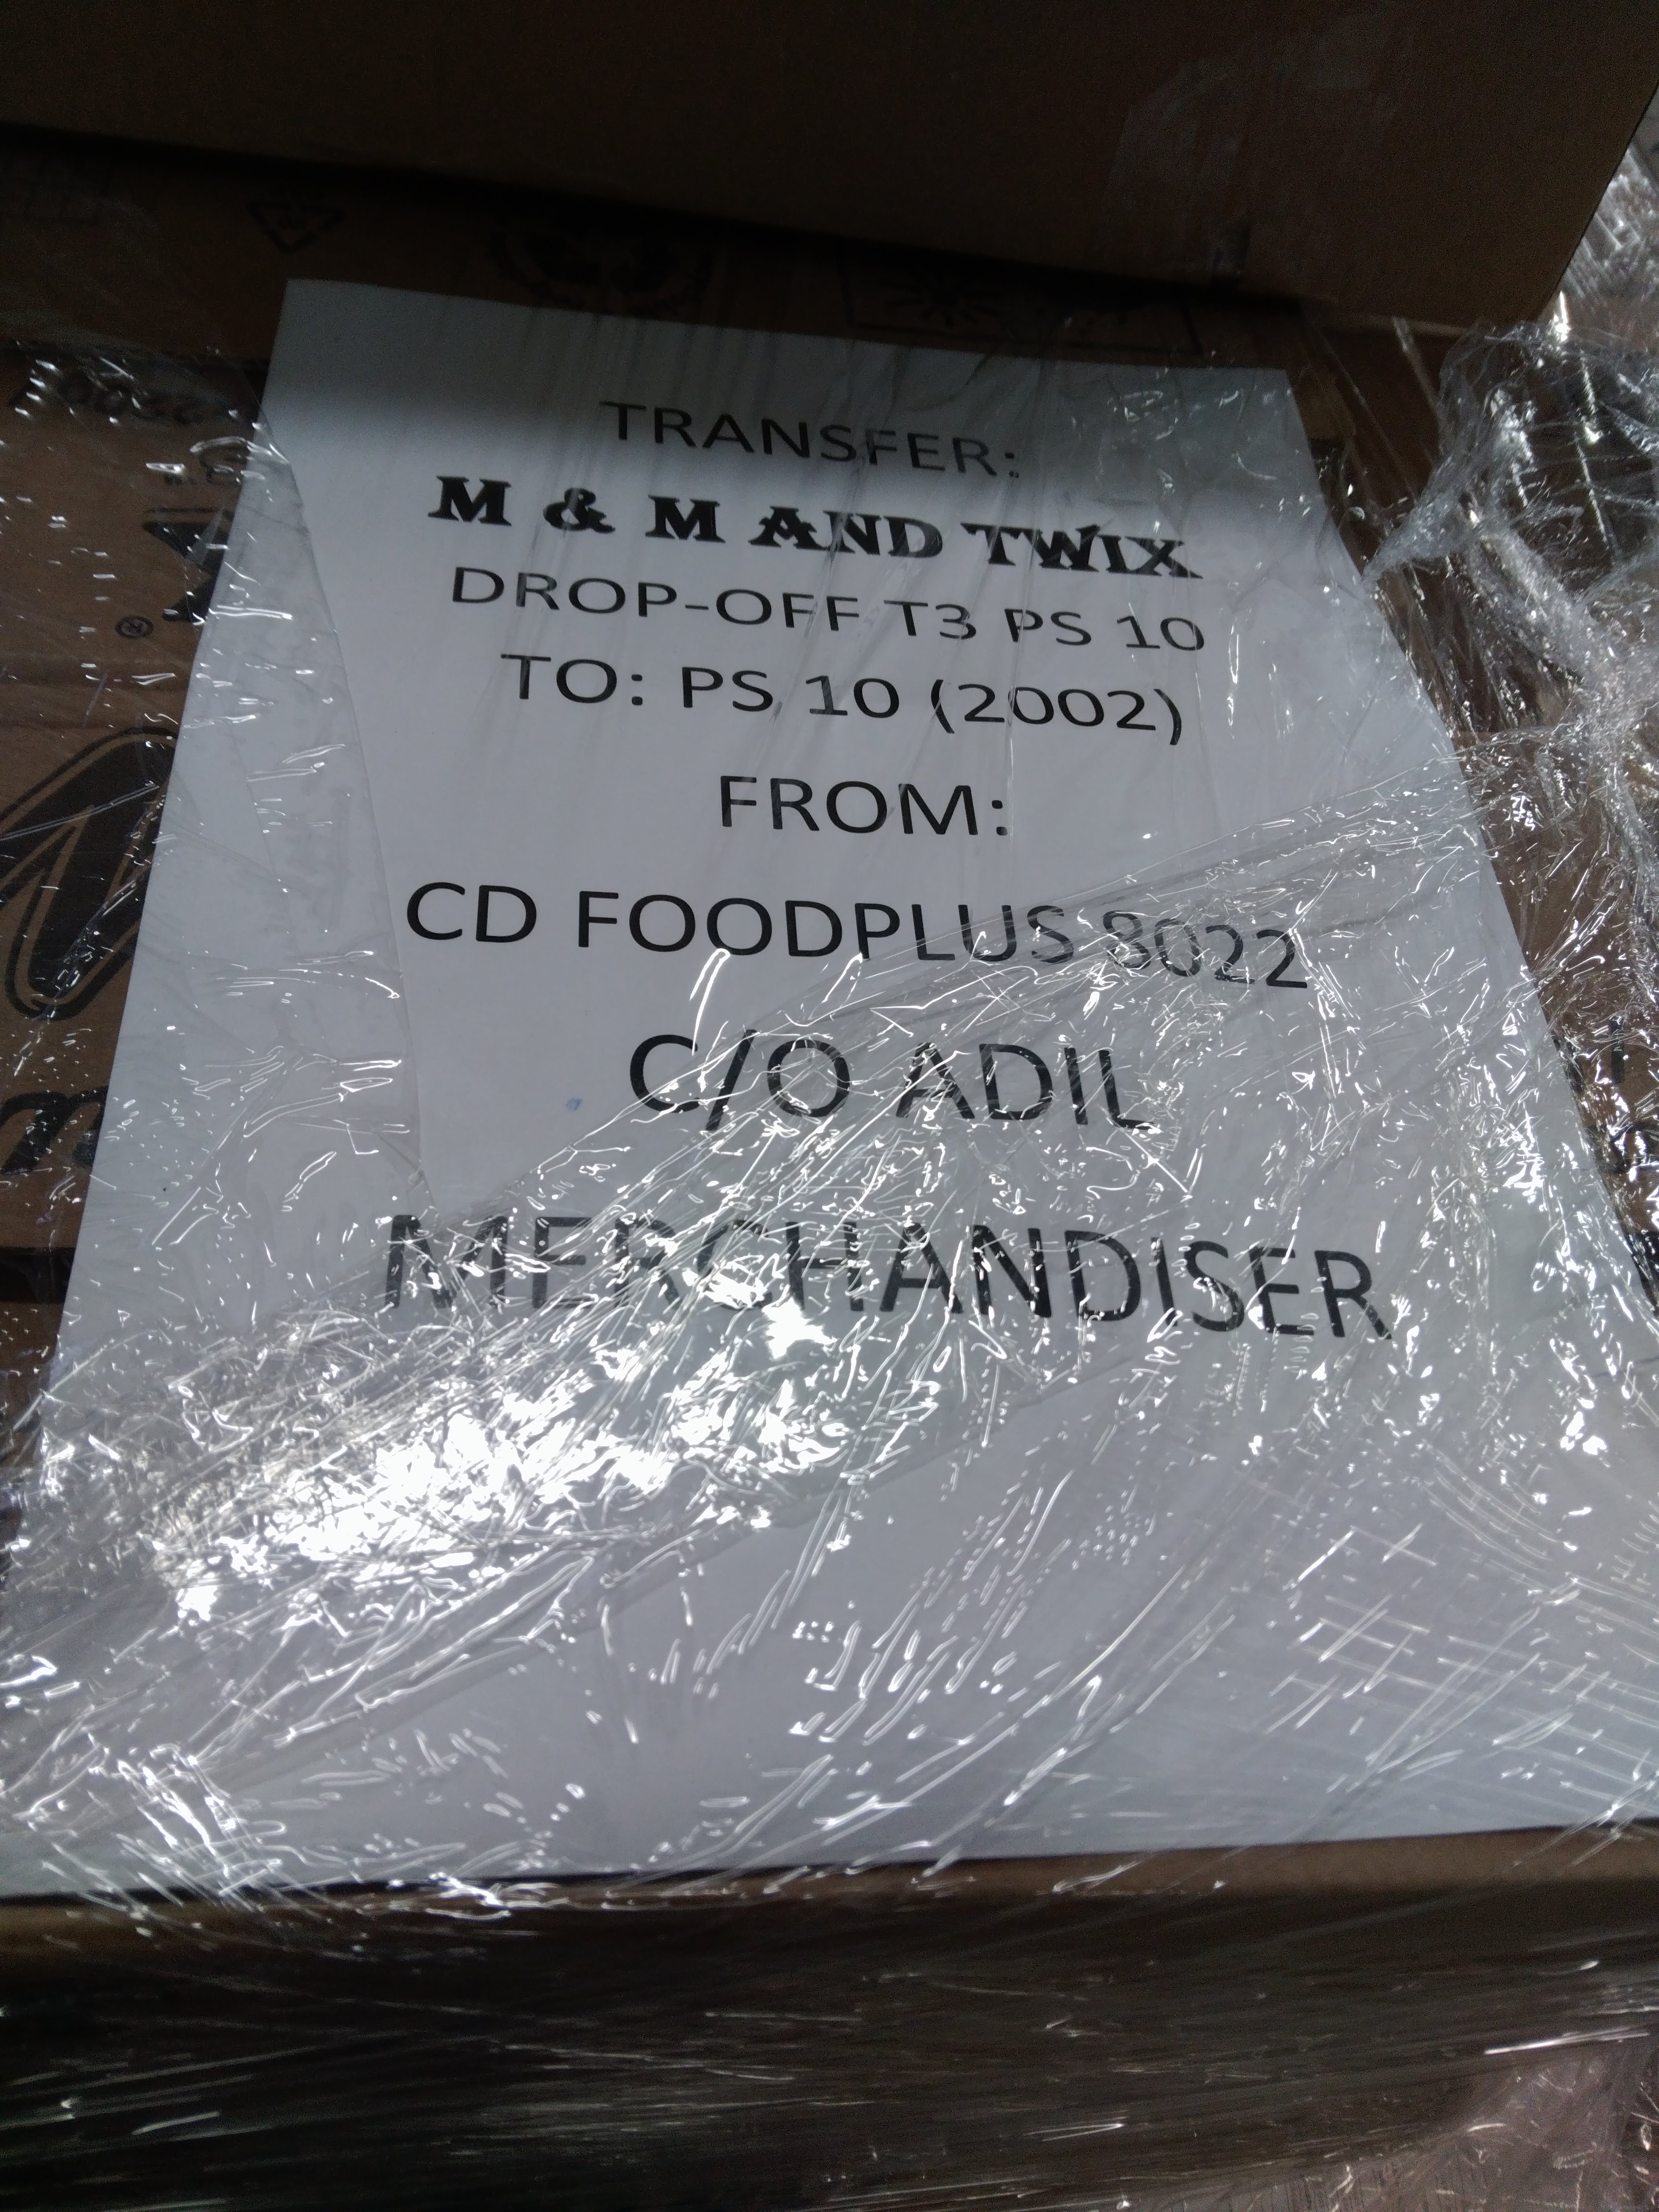 TRANSFER:
M & M AND TWIX
DROP-OFF T3 PS 10
TO: PS 10 (2002)
FROM:
CD FOODPLUS 8022
C/O ADIL
MERCHANDISER